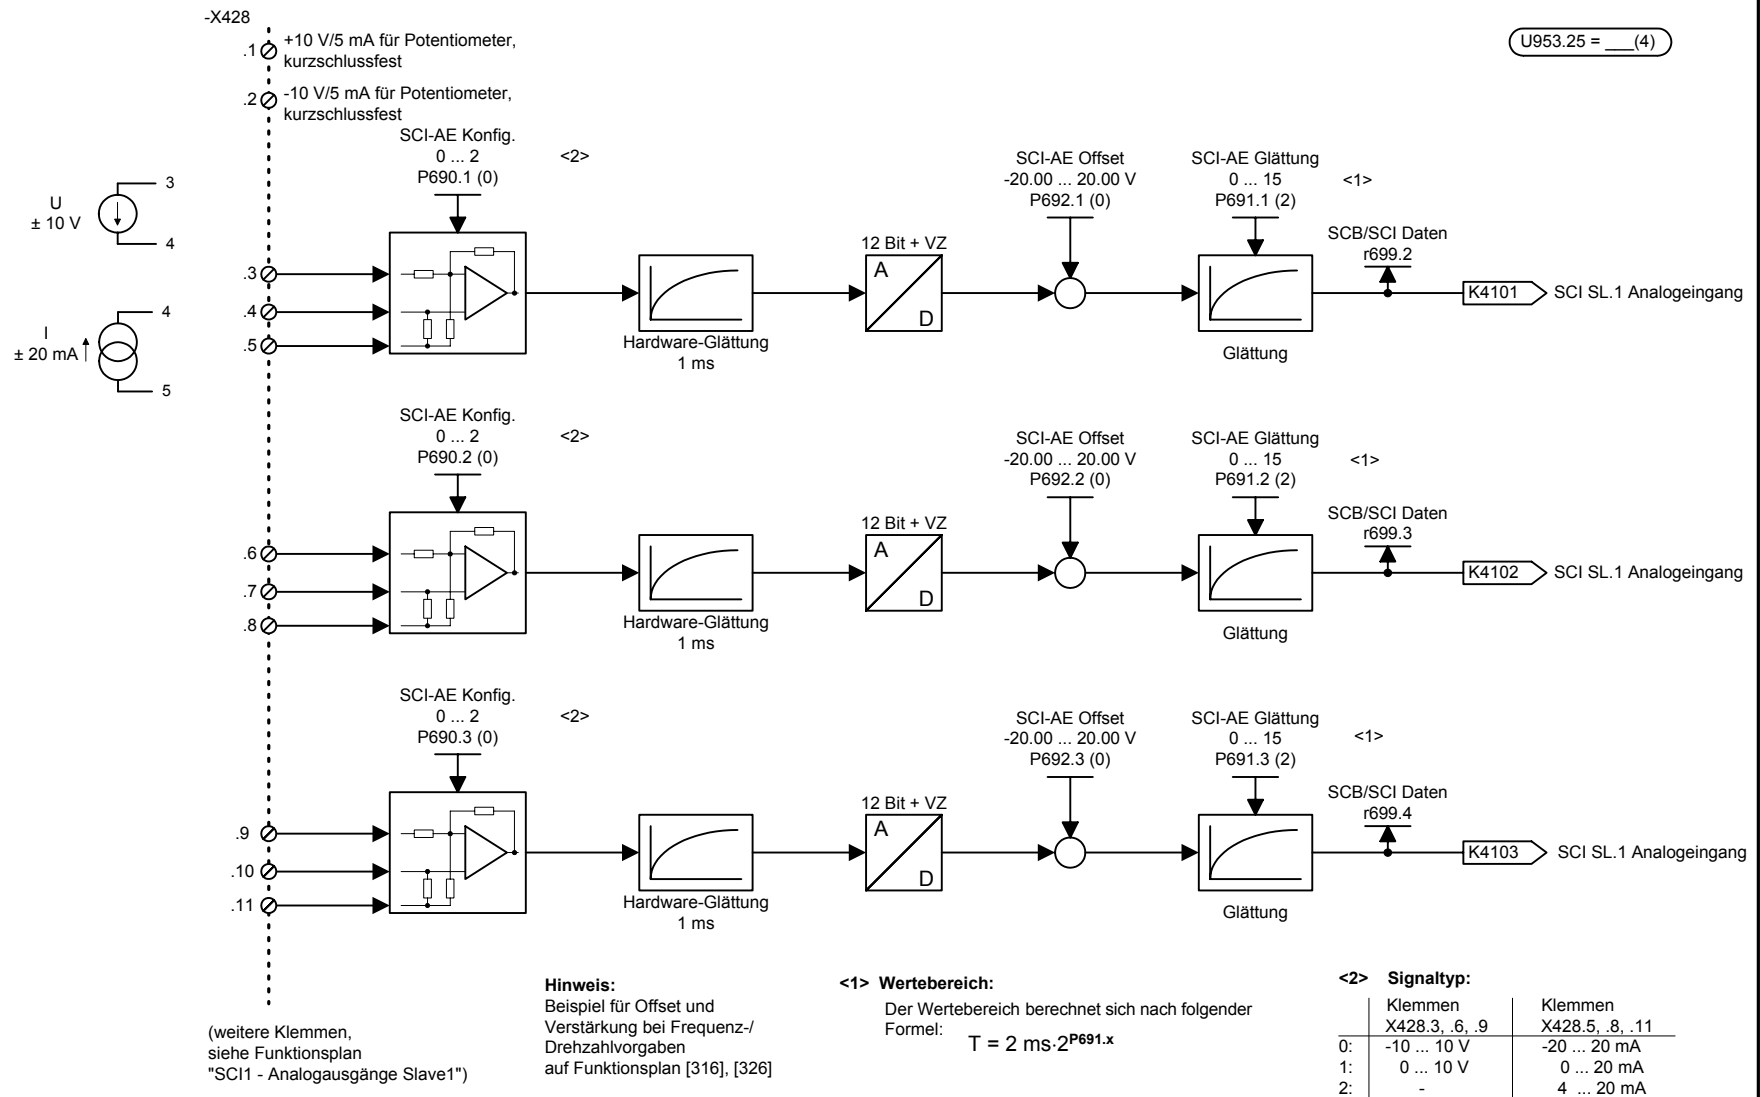 -X428
.1
+10 V/5 mA für Potentiometer,
kurzschlussfest
U953.25 = ___(4)
.2
-10 V/5 mA für Potentiometer,
kurzschlussfest
SCI-AE Konfig.
0 ... 2
P690.1 (0)
<2>
SCI-AE Offset
-20.00 ... 20.00 V
P692.1 (0)
SCI-AE Glättung
0 ... 15
P691.1 (2)
<1>
U
± 10 V
3
4
I
± 20 mA
4
5
.3
.4
.5
Hardware-Glättung
1 ms
12 Bit + VZ
A
D
Glättung
SCB/SCI Daten
r699.2
K4101
SCI SL.1 Analogeingang
SCI-AE Konfig.
0 ... 2
P690.2 (0)
<2>
SCI-AE Offset
-20.00 ... 20.00 V
P692.2 (0)
SCI-AE Glättung
0 ... 15
P691.2 (2)
<1>
.6
.7
.8
Hardware-Glättung
1 ms
12 Bit + VZ
A
D
Glättung
SCB/SCI Daten
r699.3
K4102
SCI SL.1 Analogeingang
SCI-AE Konfig.
0 ... 2
P690.3 (0)
<2>
SCI-AE Offset
-20.00 ... 20.00 V
P692.3 (0)
SCI-AE Glättung
0 ... 15
P691.3 (2)
<1>
.9
.10
.11
Hardware-Glättung
1 ms
12 Bit + VZ
A
D
Glättung
SCB/SCI Daten
r699.4
K4103
SCI SL.1 Analogeingang
(weitere Klemmen,
siehe Funktionsplan
"SCI1 - Analogausgänge Slave1")
Hinweis:
Beispiel für Offset und
Verstärkung bei Frequenz-/
Drehzahlvorgaben
auf Funktionsplan [316], [326]
<1> Wertebereich:
Der Wertebereich berechnet sich nach folgender
Formel:
T = 2 ms·2^P691.x
<2> Signaltyp:
Klemmen Klemmen
X428.3, .6, .9 X428.5, .8, .11
0: -10 ... 10 V -20 ... 20 mA
1: 0 ... 10 V 0 ... 20 mA
2: - 4 ... 20 mA